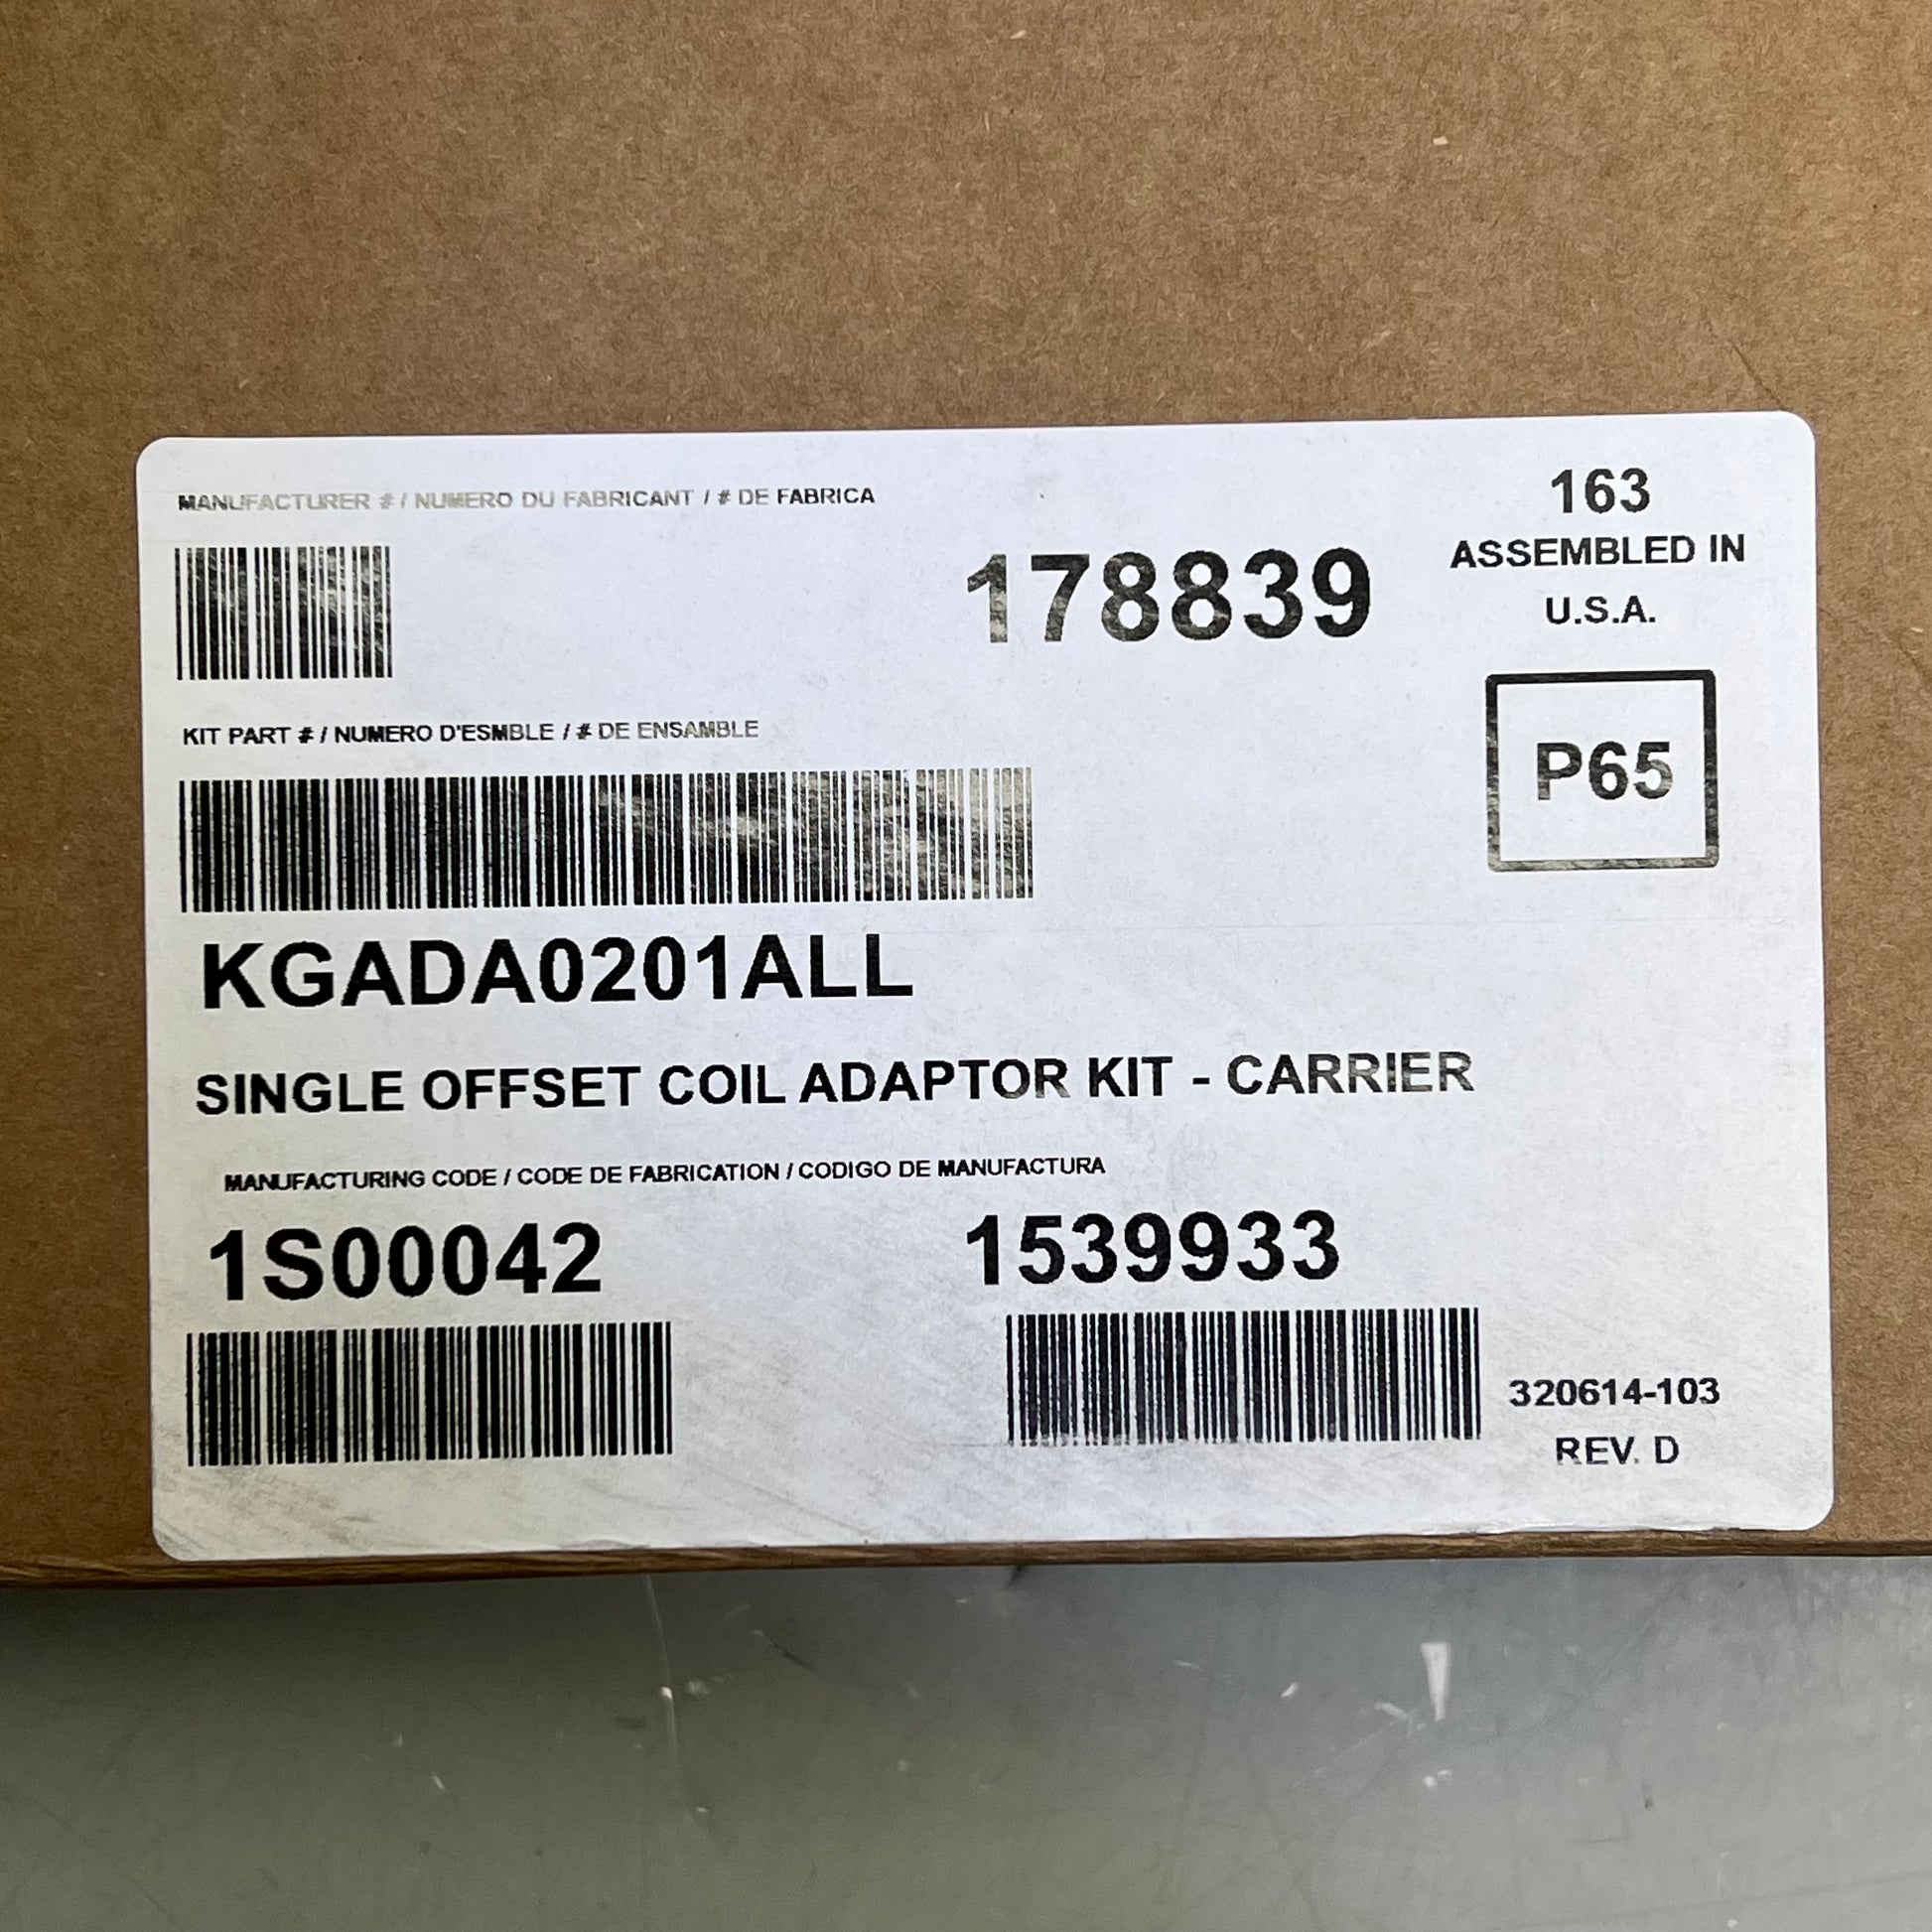 MANUFACTURER # / NUMERO DU FABRICANT / # DE FABRICA
178839
163
ASSEMBLED IN
U.S.A.
P65
KIT PART # / NUMERO D'ESMBLE / # DE ENSAMBLE
KGADA0201ALL
SINGLE OFFSET COIL ADAPTOR KIT - CARRIER
MANUFACTURING CODE / CODE DE FABRICATION / CODIGO DE MANUFACTURA
1S00042
1539933
320614-103
REV. D